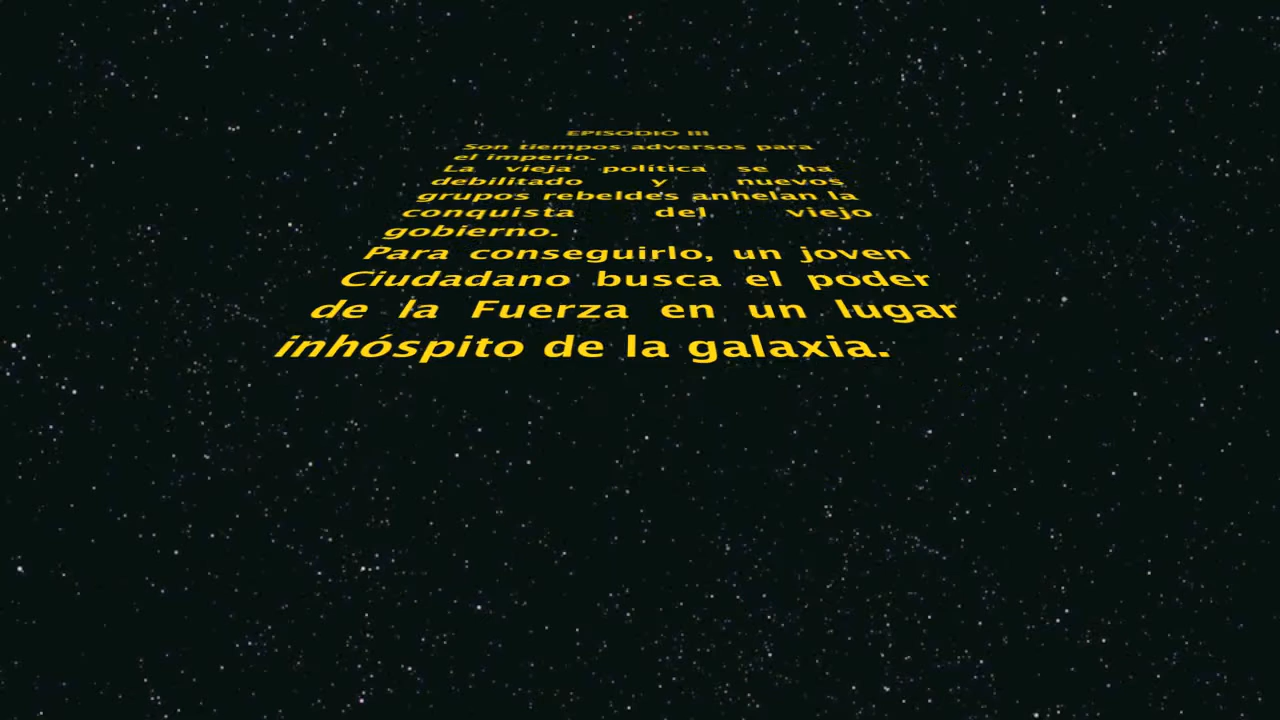 EPISODIO III
Son tiempos adversos para
el imperio.
La vieja política se ha
debilitado y nuevos
grupos rebeldes anhelan la
conquista del viejo
gobierno.
Para conseguirlo, un joven
Ciudadano busca el poder
de la Fuerza en un lugar
inhóspito de la galaxia.